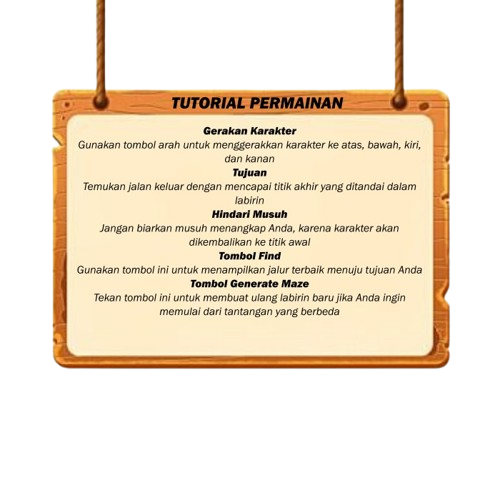 TUTORIAL PERMAINAN
Gerakan Karakter
Gunakan tombol arah untuk menggerakkan karakter ke atas, bawah, kiri,
dan kanan
Tujuan
Temukan jalan keluar dengan mencapai titik akhir yang ditandai dalam
labirin
Hindari Musuh
Jangan biarkan musuh menangkap Anda, karena karakter akan
dikembalikan ke titik awal
Tombol Find
Gunakan tombol ini untuk menampilkan jalur terbaik menuju tujuan Anda
Tombol Generate Maze
Tekan tombol ini untuk membuat ulang labirin baru jika Anda ingin
memulai dari tantangan yang berbeda